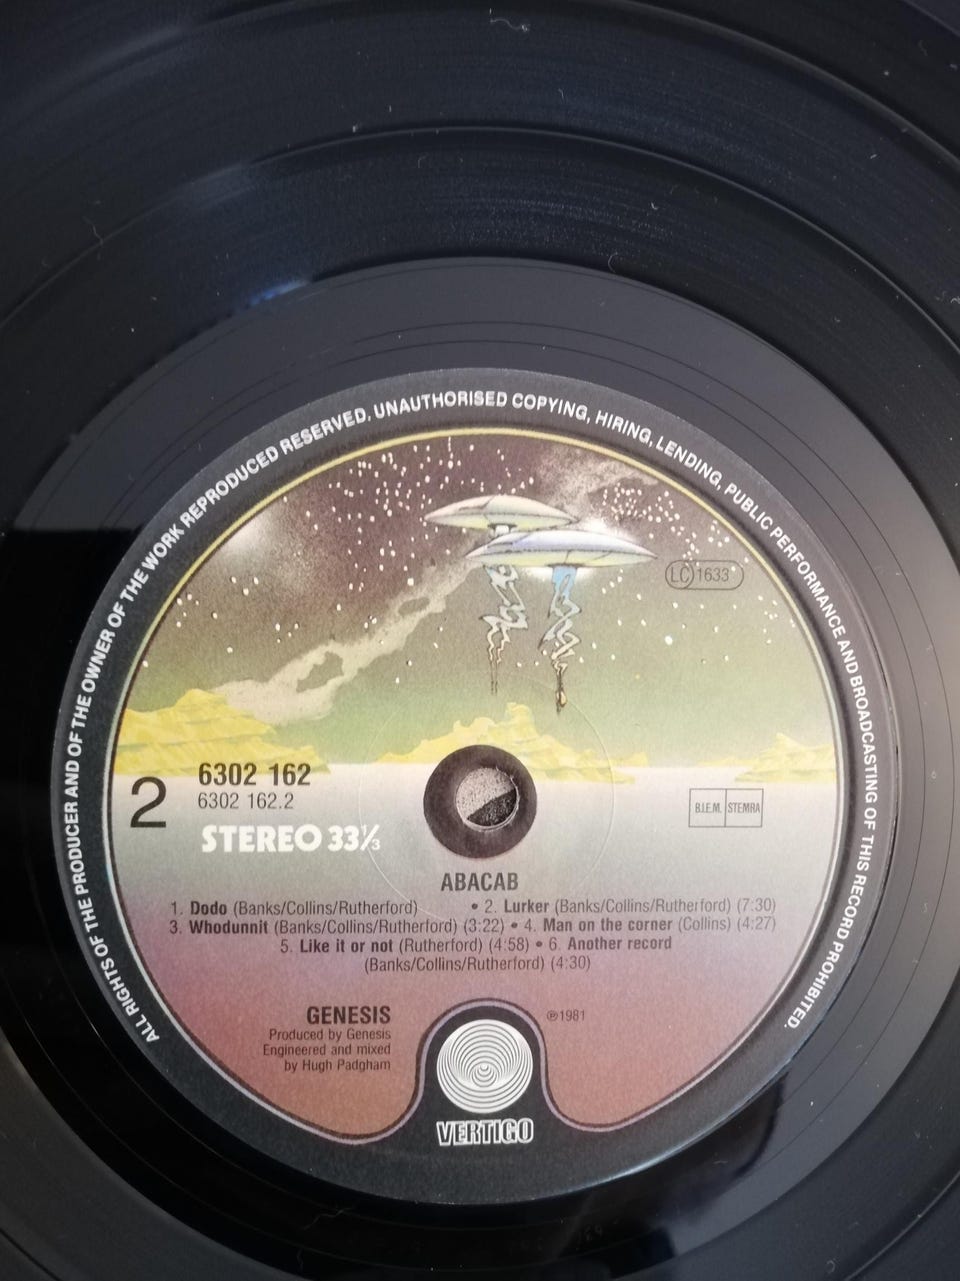 ALL RIGHTS OF THE PRODUCER AND OF THE OWNER OF THE WORK REPRODUCED RESERVED. UNAUTHORISED COPYING, HIRING, LENDING, PUBLIC PERFORMANCE AND BROADCASTING OF THIS RECORD PROHIBITED.
LC 1633
2
6302 162
6302 162.2
STEREO 33⅓
B.I.E.M. STEMRA
ABACAB
1. Dodo (Banks/Collins/Rutherford) • 2. Lurker (Banks/Collins/Rutherford) (7:30)
3. Whodunnit (Banks/Collins/Rutherford) (3:22) • 4. Man on the corner (Collins) (4:27)
5. Like it or not (Rutherford) (4:58) • 6. Another record
(Banks/Collins/Rutherford) (4:30)
GENESIS
Produced by Genesis
Engineered and mixed
by Hugh Padgham
℗1981
VERTIGO